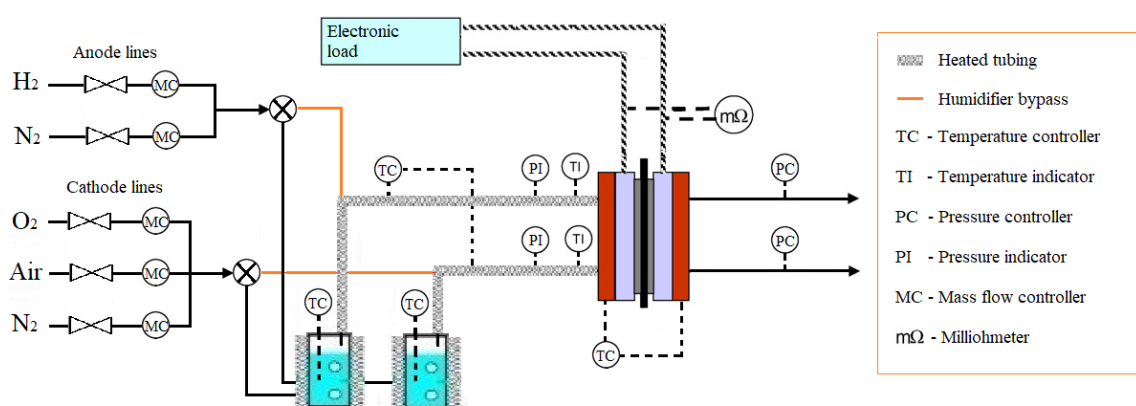 Electronic
load
Anode lines
H2
MC
N2
MC
Cathode lines
O2
MC
Air
MC
N2
MC
TC
PI
TI
PI
TI
TC
TC
TC
mΩ
PC
PC
Heated tubing
Humidifier bypass
TC - Temperature controller
TI - Temperature indicator
PC - Pressure controller
PI - Pressure indicator
MC - Mass flow controller
mΩ - Milliohmeter